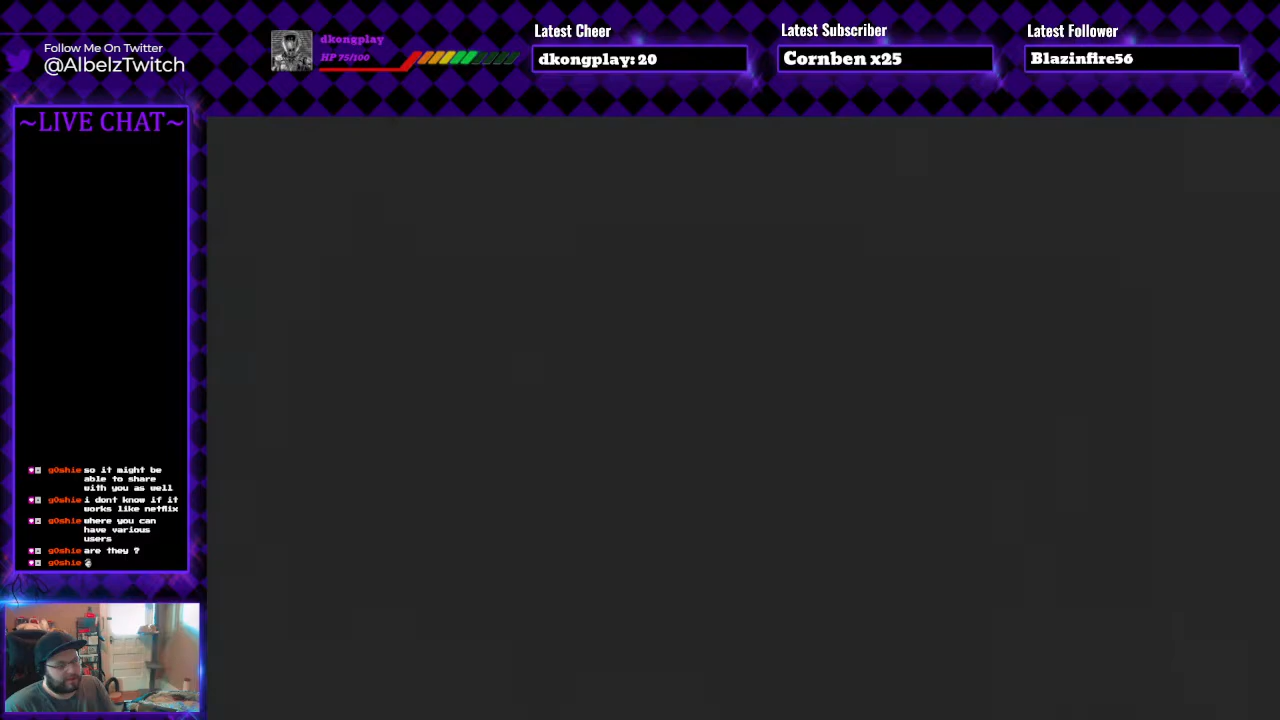 Follow Me On Twitter
@AlbelzTwitch
dkongplay
HP 75/100
Latest Cheer
dkongplay: 20
Latest Subscriber
Cornben x25
Latest Follower
Blazinfire56
~LIVE CHAT~
g0shie so it might be
able to share
with you as well
g0shie i dont know if it
works like netflix
g0shie where you can
have various
users
g0shie are they ?
g0shie